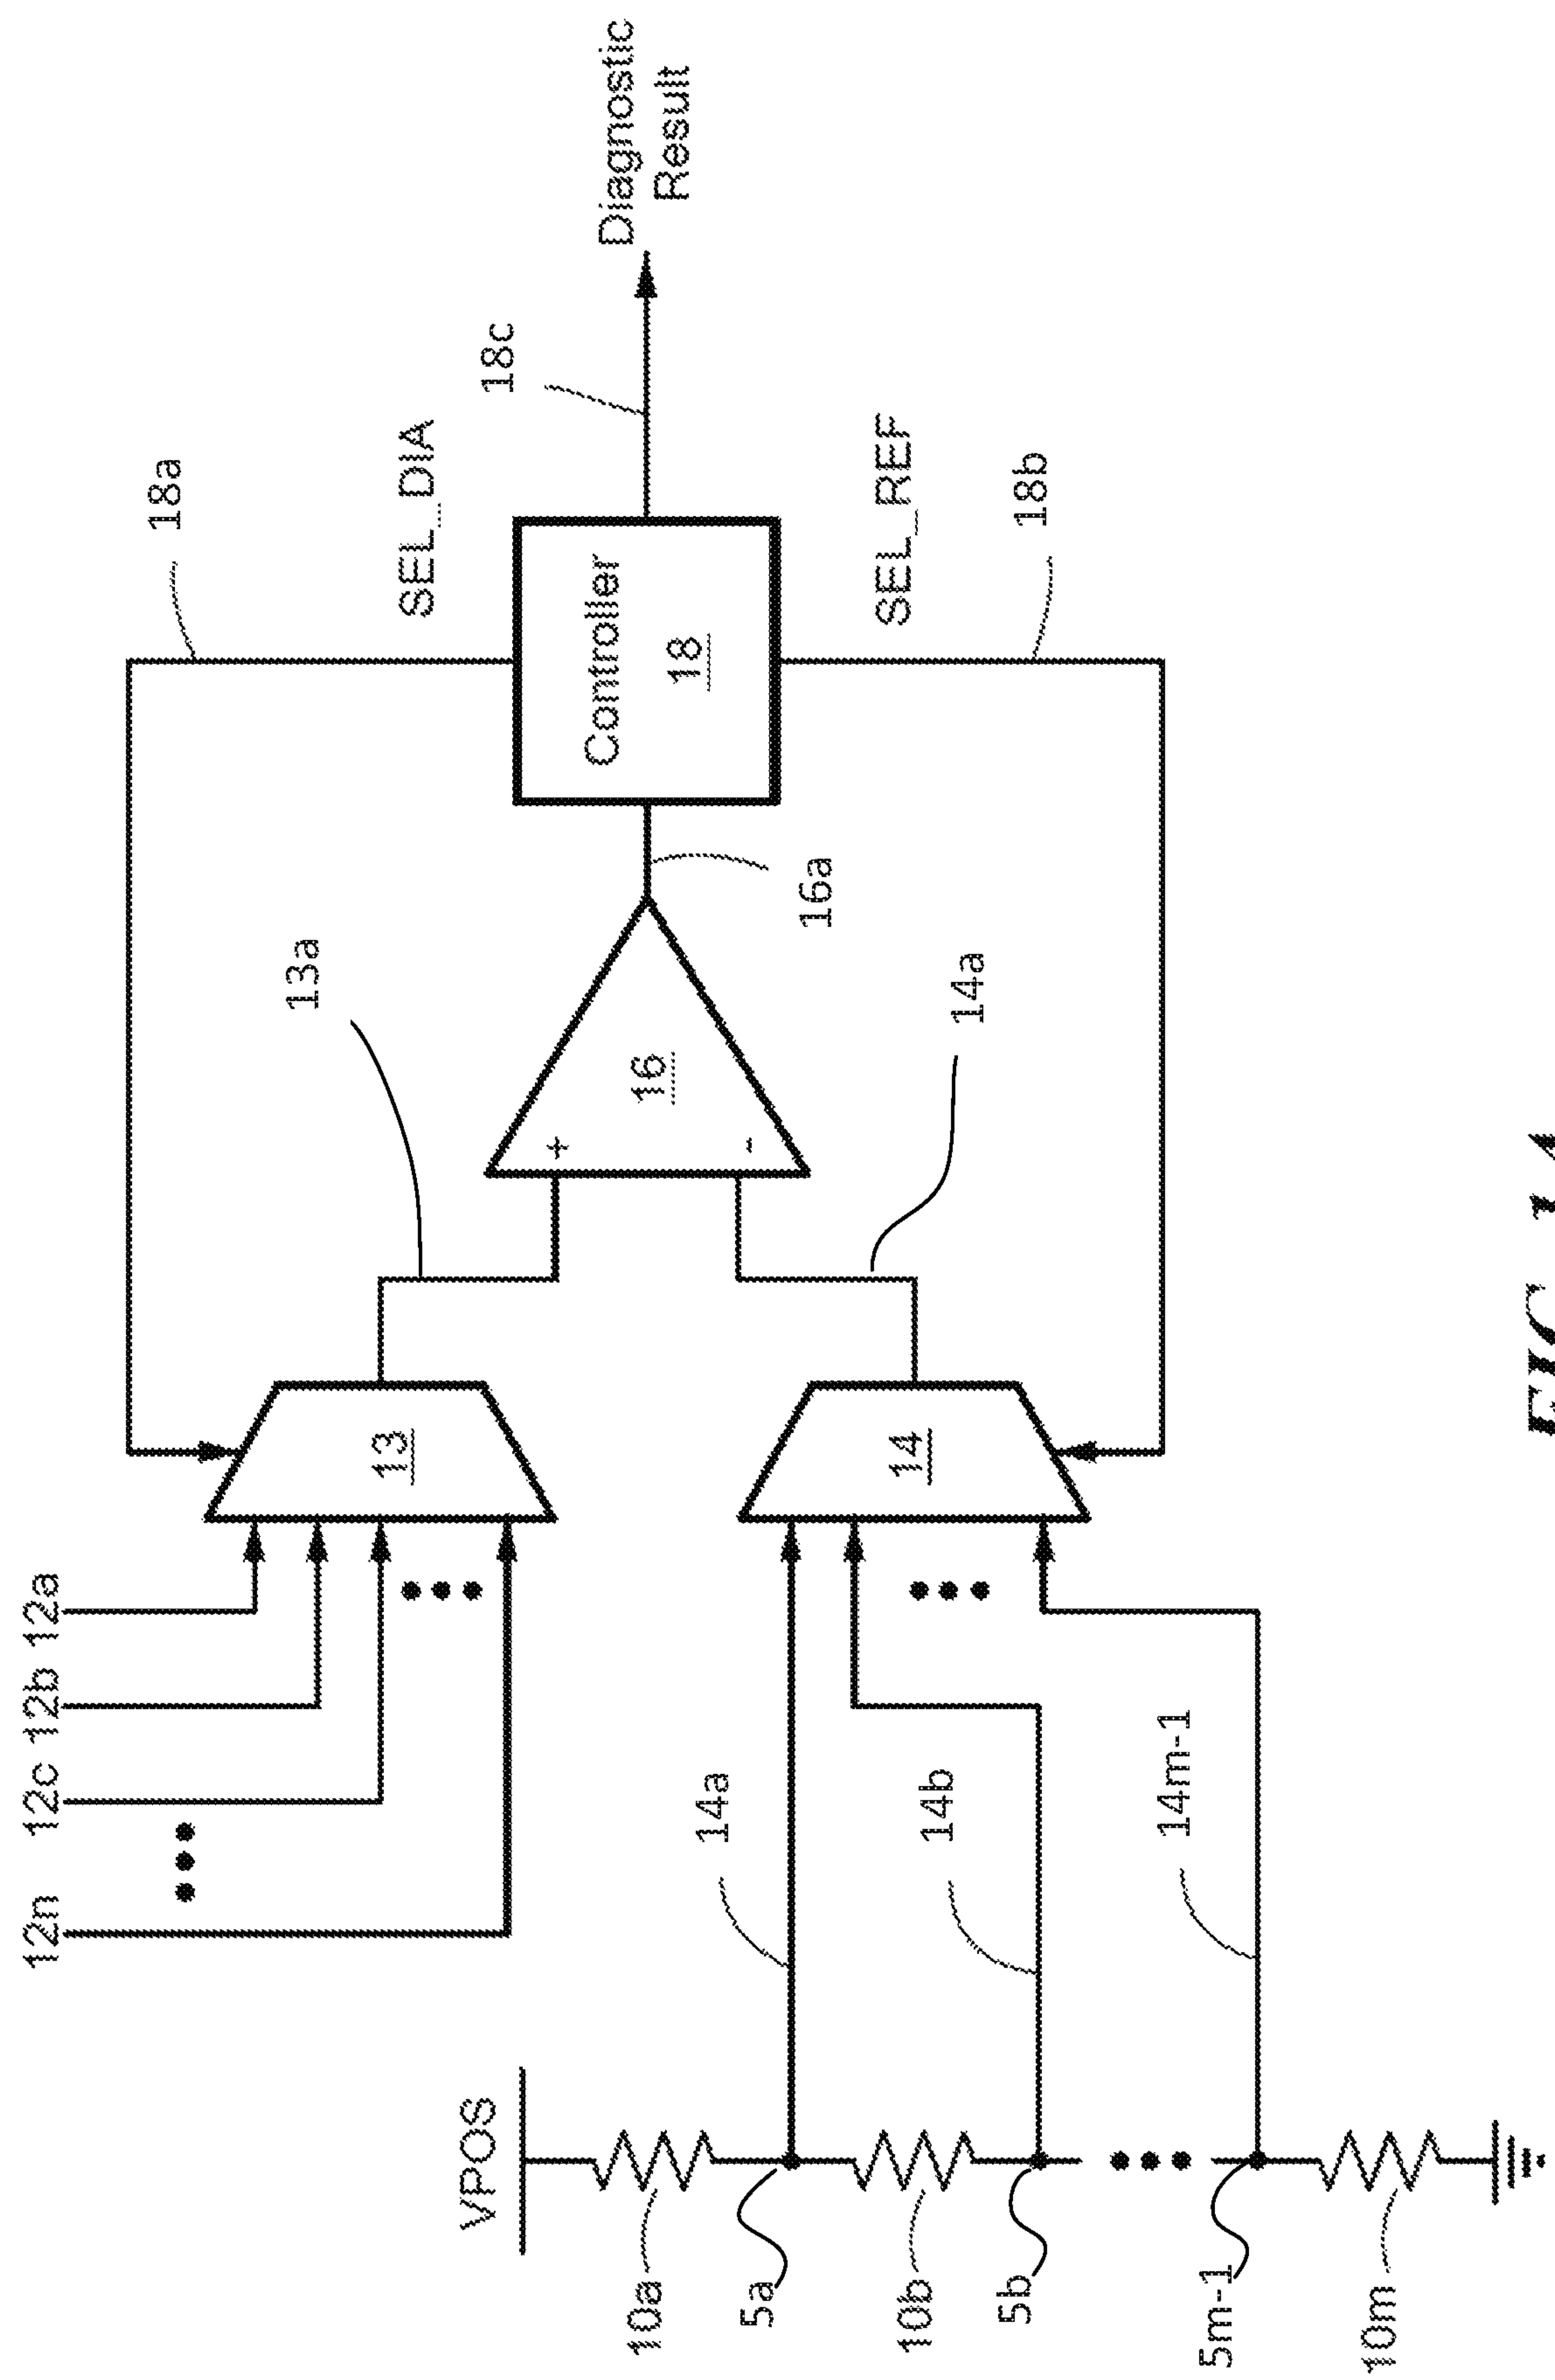 12n
12c
12b
12a
18a
SEL_DIA
13a
13
18c
Diagnostic
Result
Controller
18
+
16
-
16a
VPOS
10a
5a
14a
14
14a
SEL_REF
10b
5b
14b
18b
5m-1
14m-1
10m